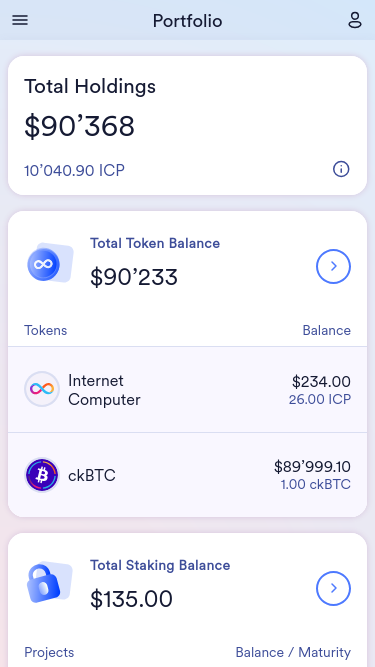 Portfolio
Total Holdings
$90’368
10’040.90 ICP
Total Token Balance
$90’233
Tokens Balance
Internet Computer
$234.00
26.00 ICP
ckBTC
$89’999.10
1.00 ckBTC
Total Staking Balance
$135.00
Projects Balance / Maturity